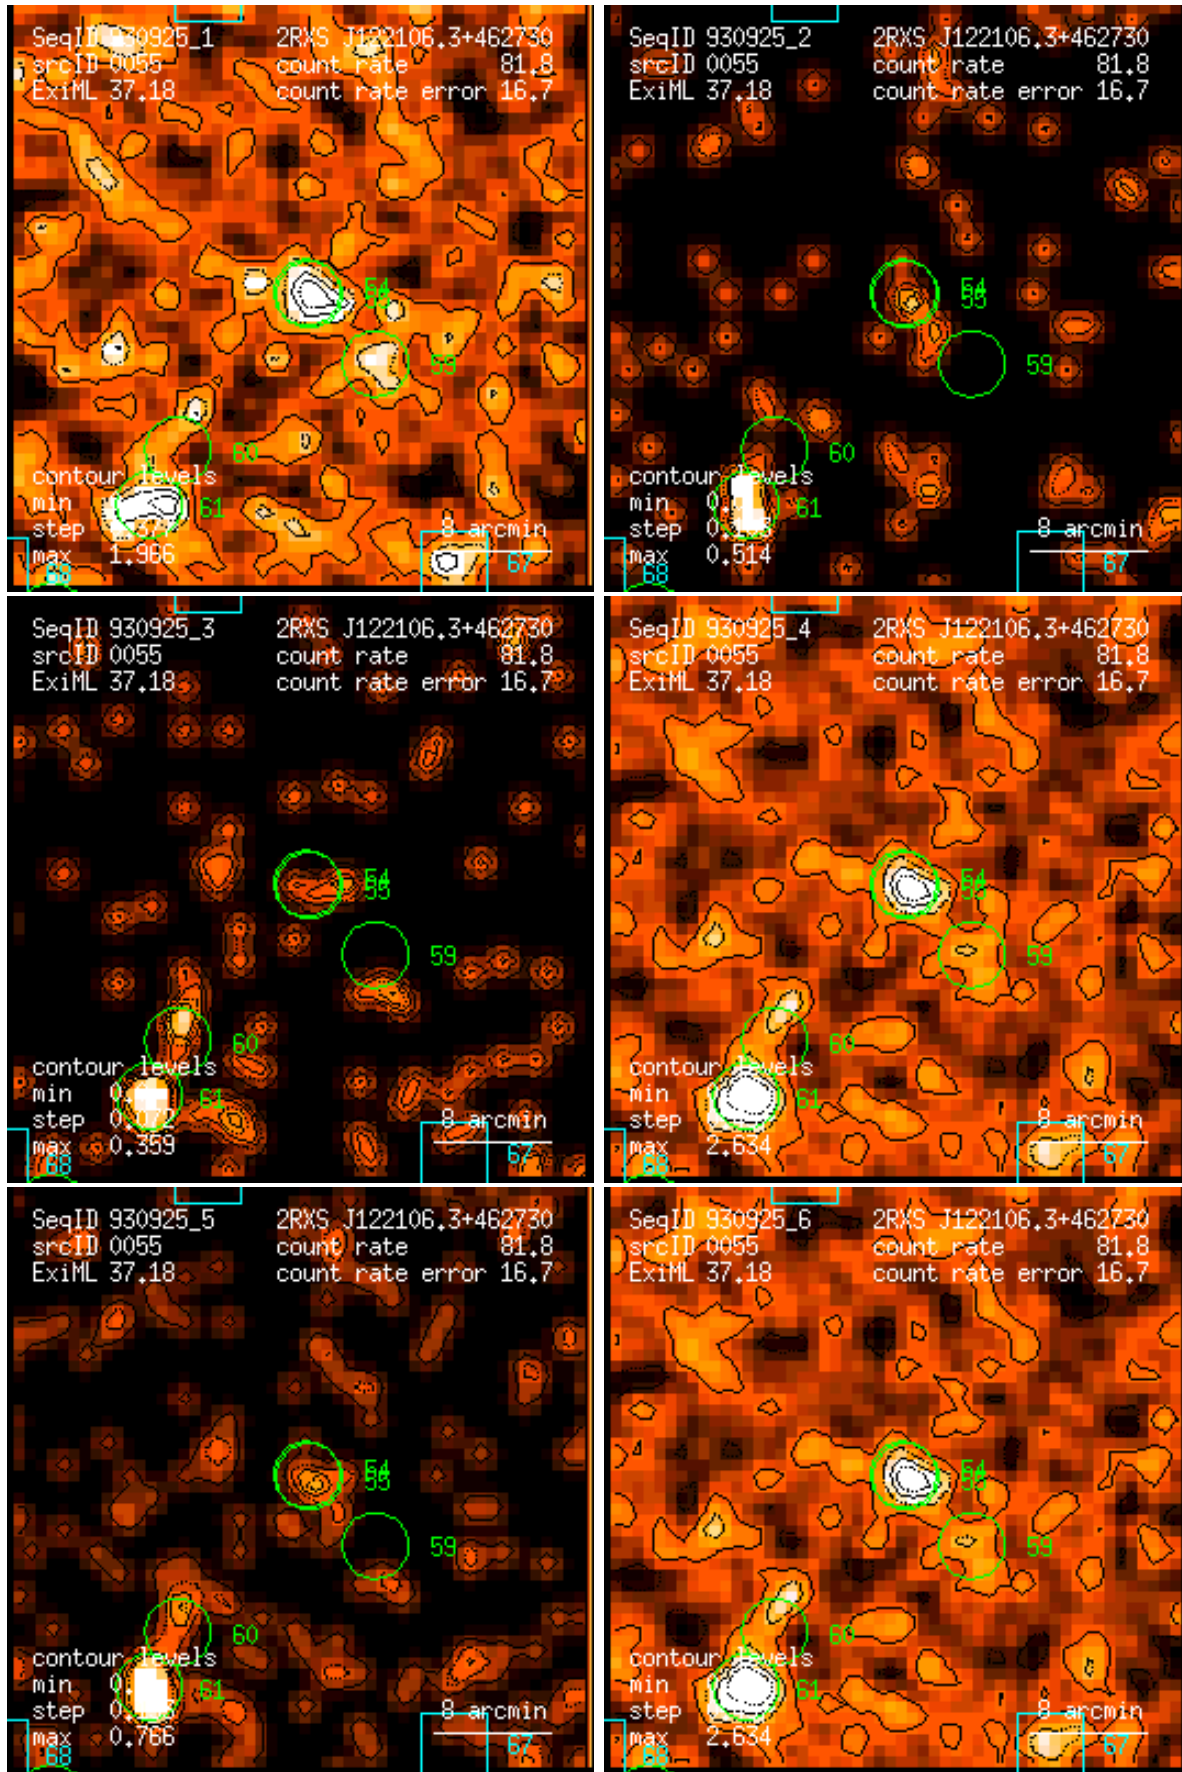 SeqID 930925_1 2RXS J122106.3+462730
srcID 0055 count rate 81.8
ExiML 37.18 count rate error 16.7
54
55
59
60
contour levels
min
61
step 8 arcmin
max 1.966 67
68
SeqID 930925_2 2RXS J122106.3+462730
srcID 0055 count rate 81.8
ExiML 37.18 count rate error 16.7
54
55
59
60
contour levels
min 61
step 8 arcmin
max 0.514 67
68
SeqID 930925_3 2RXS J122106.3+462730
srcID 0055 count rate 81.8
ExiML 37.18 count rate error 16.7
54
55
59
60
contour levels
min 61
step 8 arcmin
max 0.359 67
68
SeqID 930925_4 2RXS J122106.3+462730
srcID 0055 count rate 81.8
ExiML 37.18 count rate error 16.7
54
55
59
60
contour levels
min 61
step 8 arcmin
max 2.634 67
68
SeqID 930925_5 2RXS J122106.3+462730
srcID 0055 count rate 81.8
ExiML 37.18 count rate error 16.7
54
55
59
60
contour levels
min 61
step 8 arcmin
max 0.766 67
68
SeqID 930925_6 2RXS J122106.3+462730
srcID 0055 count rate 81.8
ExiML 37.18 count rate error 16.7
54
55
59
60
contour levels
min 61
step 8 arcmin
max 2.634 67
68